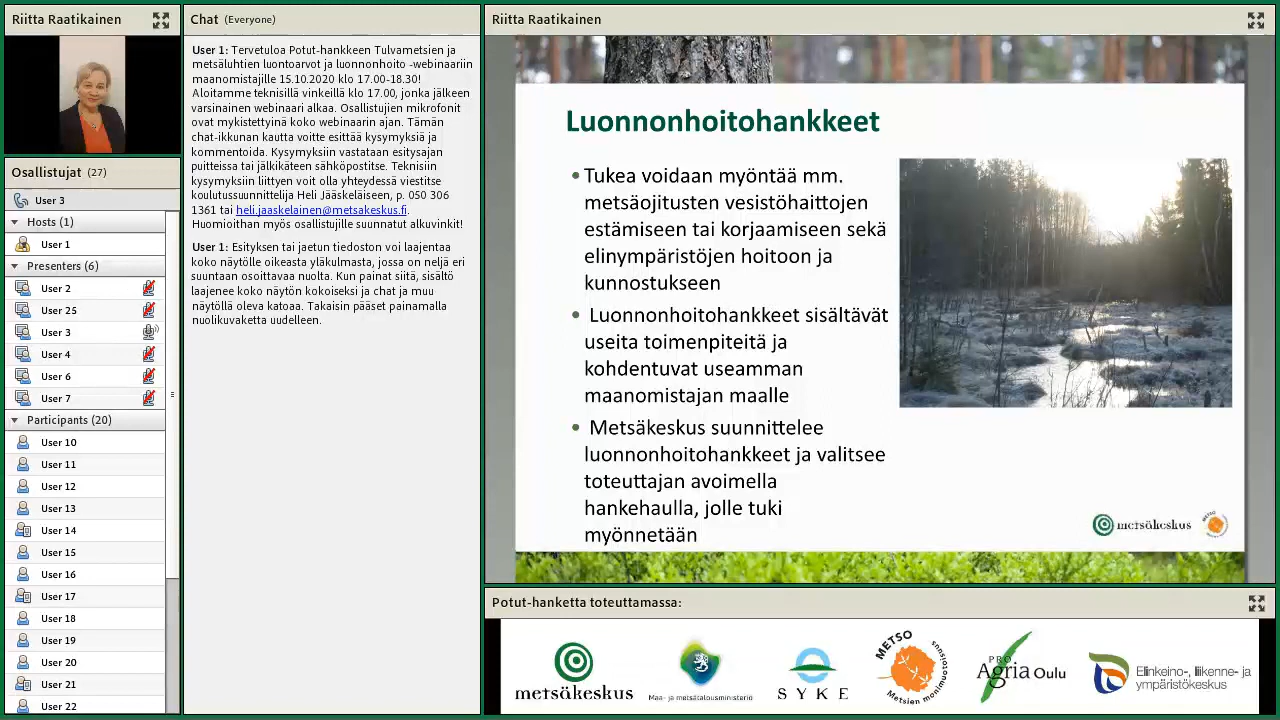 Riitta Raatikainen
Osallistujat (27)
User 3
Hosts (1)
User 1
Presenters (6)
User 2
User 25
User 3
User 4
User 6
User 7
Participants (20)
User 10
User 11
User 12
User 13
User 14
User 15
User 16
User 17
User 18
User 19
User 20
User 21
User 22
Chat (Everyone)
User 1: Tervetuloa Potut-hankkeen Tulvametsien ja
metsäluhtien luontoarvot ja luonnonhoito -webinaariin
maanomistajille 15.10.2020 klo 17.00-18.30!
Aloitamme teknisillä vinkeillä klo 17.00, jonka jälkeen
varsinainen webinaari alkaa. Osallistujien mikrofonit
ovat mykistettyinä koko webinaarin ajan. Tämän
chat-ikkunan kautta voitte esittää kysymyksiä ja
kommentoida. Kysymyksiin vastataan esitysajan
puitteissa tai jälkikäteen sähköpostitse. Teknisiin
kysymyksiin liittyen voit olla yhteydessä viestitse
koulutussuunnittelija Heli Jääskeläiseen, p. 050 306
1361 tai heli.jaaskelainen@metsakeskus.fi.
Huomioithan myös osallistujille suunnatut alkuvinkit!
User 1: Esityksen tai jaetun tiedoston voi laajentaa
koko näytölle oikeasta yläkulmasta, jossa on neljä eri
suuntaan osoittavaa nuolta. Kun painat siitä, sisältö
laajenee koko näytön kokoiseksi ja chat ja muu
näytöllä oleva katoaa. Takaisin pääset painamalla
nuolikuvaketta uudelleen.
Riitta Raatikainen
Luonnonhoitohankkeet
•Tukea voidaan myöntää mm.
metsäojitusten vesistöhaittojen
estämiseen tai korjaamiseen sekä
elinympäristöjen hoitoon ja
kunnostukseen
• Luonnonhoitohankkeet sisältävät
useita toimenpiteitä ja
kohdentuvat useamman
maanomistajan maalle
• Metsäkeskus suunnittelee
luonnonhoitohankkeet ja valitsee
toteuttajan avoimella
hankehaulla, jolle tuki
myönnetään
metsäkeskus
Potut-hanketta toteuttamassa:
metsäkeskus
Maa- ja metsätalousministeriö
SYKE
METSO
Metsien monimuotoisuus
PRO
Agria Oulu
Elinkeino-, liikenne- ja
ympäristökeskus